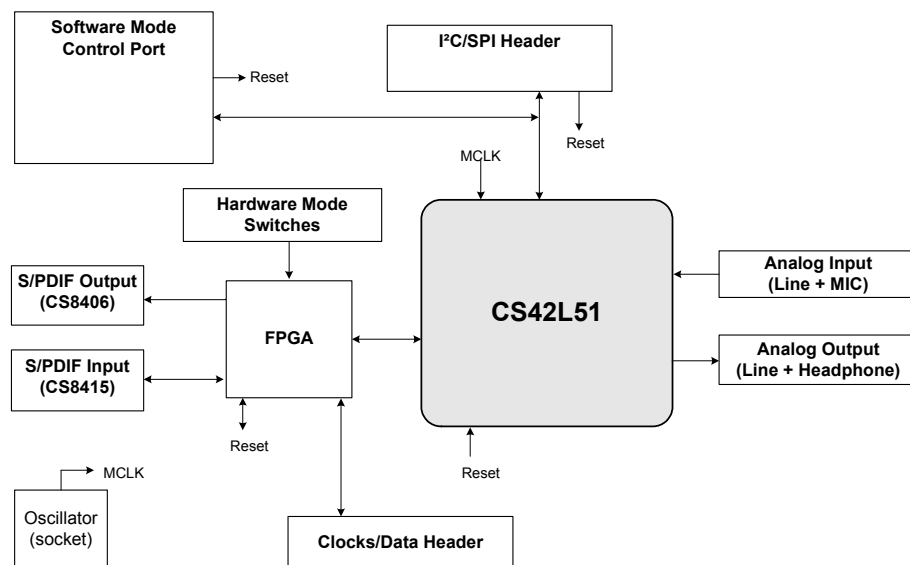 Software Mode
Control Port
Reset
I²C/SPI Header
Reset
MCLK
Hardware Mode
Switches
S/PDIF Output
(CS8406)
FPGA
CS42L51
Analog Input
(Line + MIC)
S/PDIF Input
(CS8415)
Analog Output
(Line + Headphone)
Reset
Reset
MCLK
Oscillator
(socket)
Clocks/Data Header